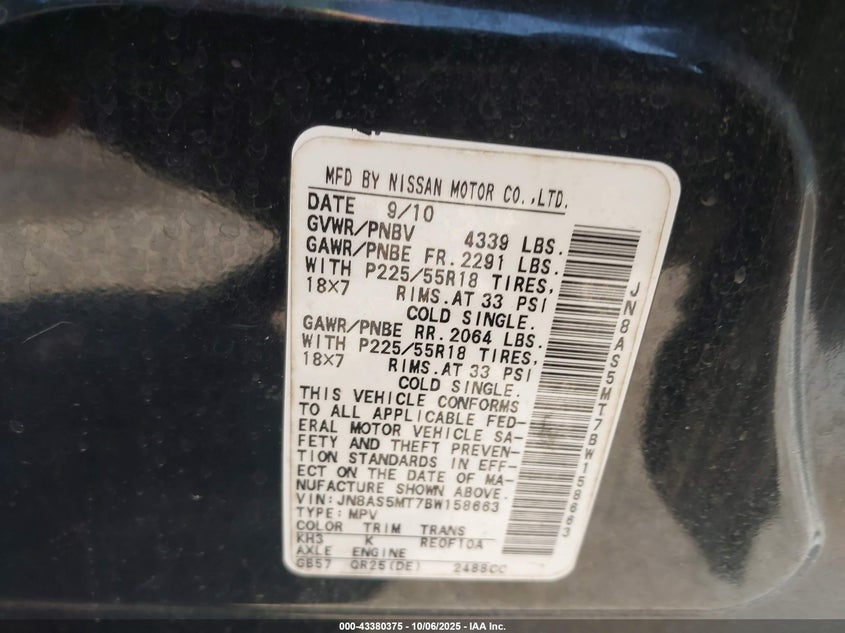 MFD BY NISSAN MOTOR CO.,LTD.
DATE 9/10
GVWR/PNBV 4339 LBS.
GAWR/PNBE FR.2291 LBS.
WITH P225/55R18 TIRES,
18X7 RIMS.AT 33 PSI
COLD SINGLE.
GAWR/PNBE RR.2064 LBS.
WITH P225/55R18 TIRES,
18X7 RIMS.AT 33 PSI
COLD SINGLE.
THIS VEHICLE CONFORMS
TO ALL APPLICABLE FED-
ERAL MOTOR VEHICLE SA-
FETY AND THEFT PREVEN-
TION STANDARDS IN EFF-
ECT ON THE DATE OF MA-
NUFACTURE SHOWN ABOVE.
VIN:JN8AS5MT7BW158663
TYPE:MPV
COLOR TRIM TRANS
KH3 K RE0F10A
AXLE ENGINE
GB57 QR25(DE) 2488CC
JN8AS5MT7BW158663
000-43380375 - 10/06/2025 - IAA Inc.